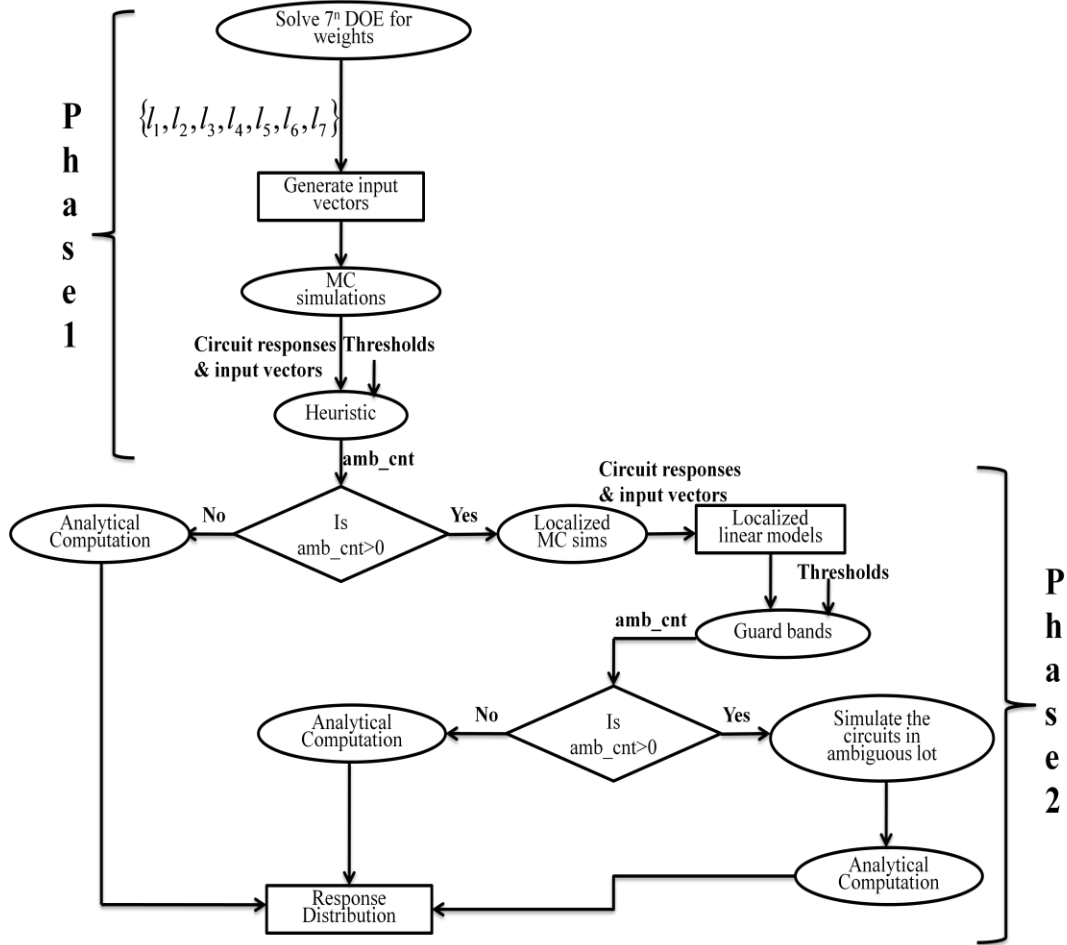 Solve 7ⁿ DOE for
weights
{l₁,l₂,l₃,l₄,l₅,l₆,l₇}
Phase1
Generate input
vectors
MC
simulations
Circuit responses
& input vectors
Thresholds
Heuristic
amb_cnt
Is
amb_cnt>0
No
Analytical
Computation
Yes
Localized
MC sims
Circuit responses
& input vectors
Localized
linear models
Thresholds
Guard bands
amb_cnt
Phase2
Is
amb_cnt>0
No
Analytical
Computation
Yes
Simulate the
circuits in
ambiguous lot
Analytical
Computation
Response
Distribution